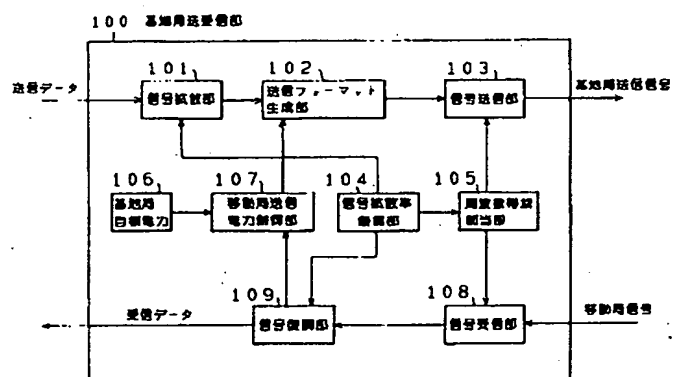 100 基地局送受信部
101
102
103
送信データ
信号拡散部
送信フォーマット
生成部
信号送信部
基地局送信信号
106
107
104
105
基地局
目標電力
移動局送信
電力制御部
信号拡散率
制御部
周波数帯域
割当部
109
108
受信データ
信号復調部
信号受信部
移動局信号